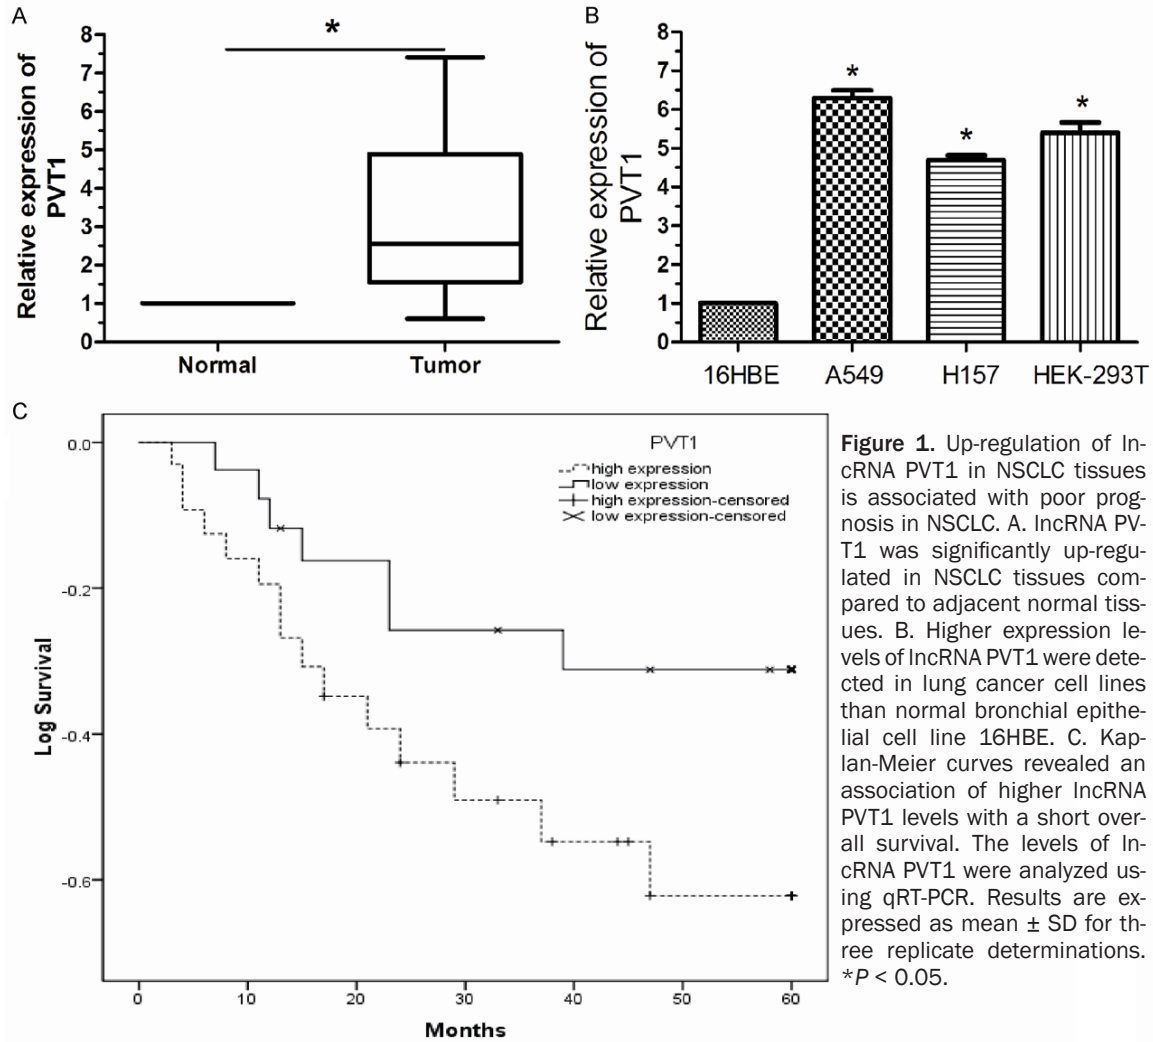 A
*
8
7
6
5
4
3
2
1
0
Relative expression of
PVT1
Normal
Tumor
B
8
7
6
5
4
3
2
1
0
Relative expression of
PVT1
*
*
*
16HBE
A549
H157
HEK-293T
C
0.0
-0.2
-0.4
-0.6
Log Survival
PVT1
high expression
low expression
high expression-censored
low expression-censored
0
10
20
30
40
50
60
Months
Figure 1. Up-regulation of ln-
cRNA PVT1 in NSCLC tissues
is associated with poor prog-
nosis in NSCLC. A. lncRNA PV-
T1 was significantly up-regu-
lated in NSCLC tissues com-
pared to adjacent normal tiss-
ues. B. Higher expression le-
vels of lncRNA PVT1 were dete-
cted in lung cancer cell lines
than normal bronchial epithe-
lial cell line 16HBE. C. Kap-
lan-Meier curves revealed an
association of higher lncRNA
PVT1 levels with a short over-
all survival. The levels of ln-
cRNA PVT1 were analyzed us-
ing qRT-PCR. Results are ex-
pressed as mean ± SD for th-
ree replicate determinations.
*P < 0.05.